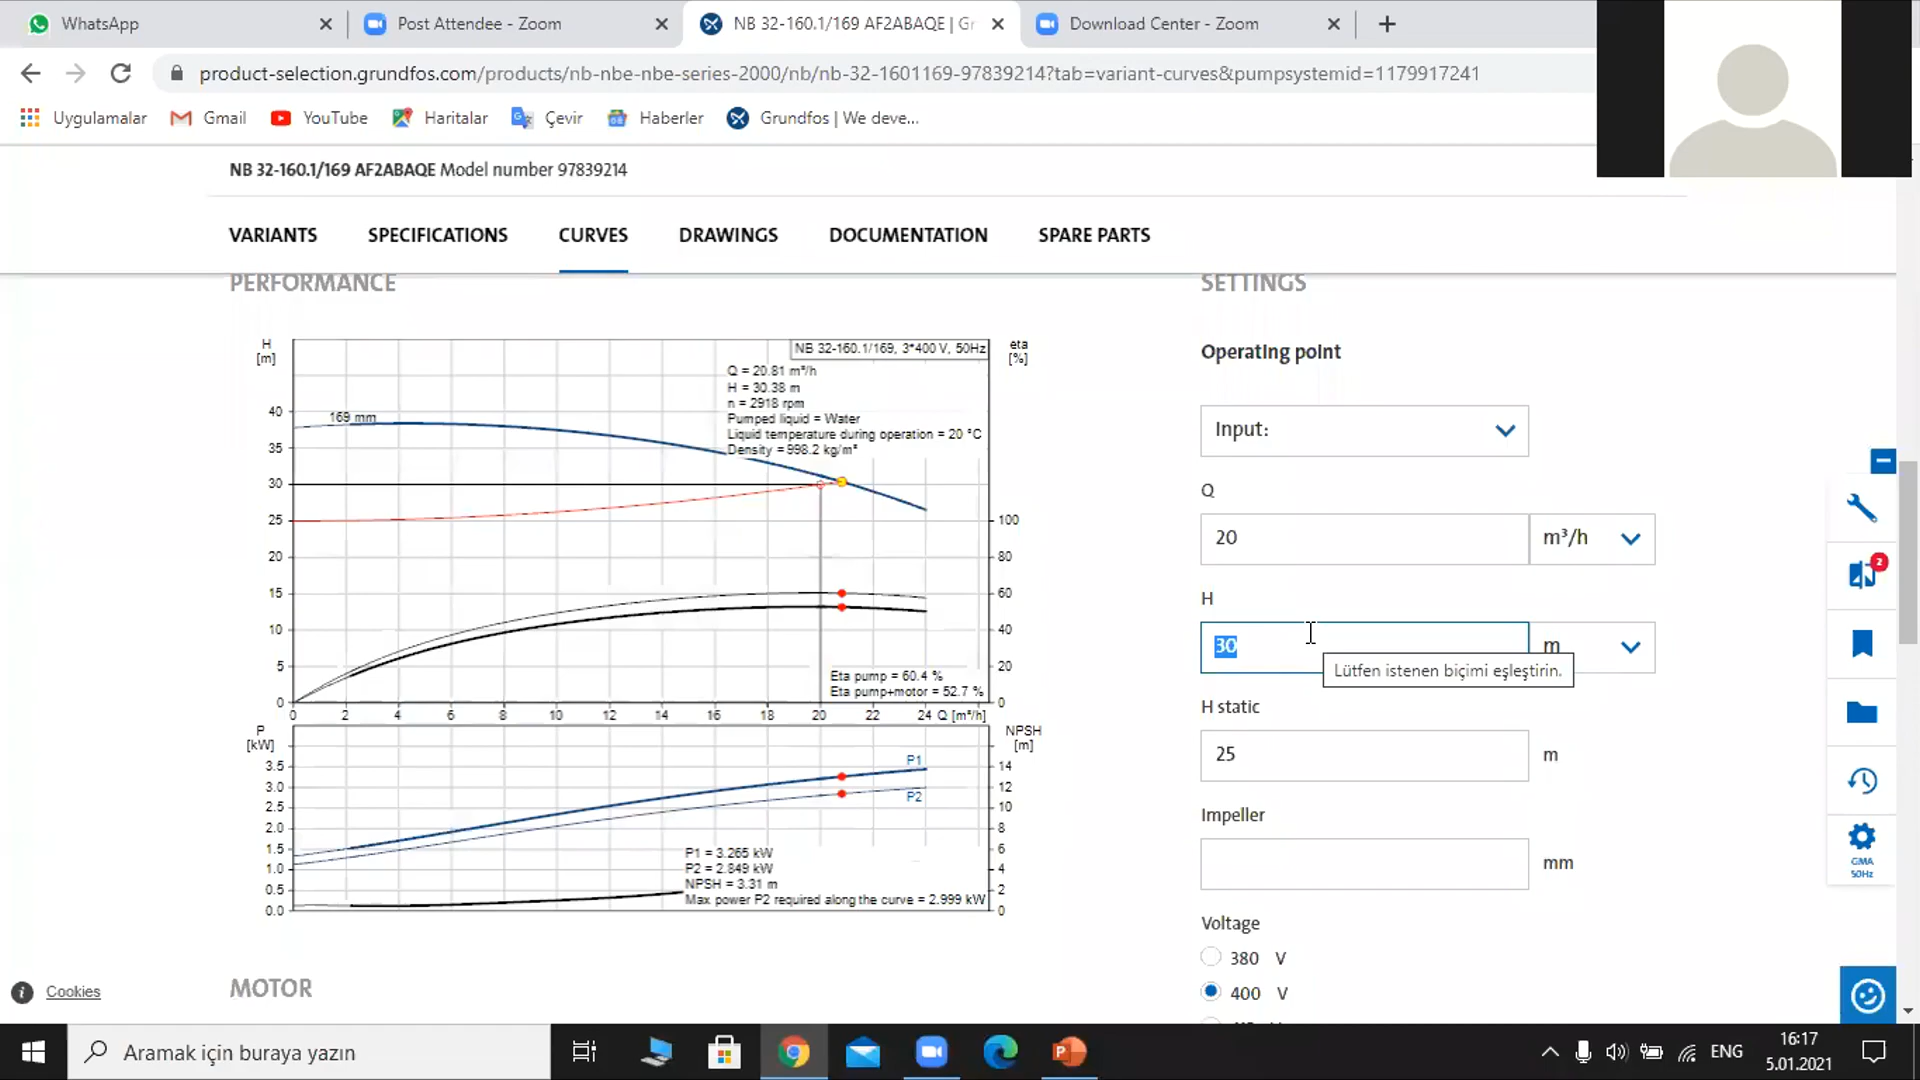 WhatsApp
Post Attendee - Zoom
NB 32-160.1/169 AF2ABAQE | Gr
Download Center - Zoom
product-selection.grundfos.com/products/nb-nbe-nbe-series-2000/nb/nb-32-1601169-97839214?tab=variant-curves&pumpsystemid=1179917241
Uygulamalar
Gmail
YouTube
Haritalar
Çevir
Haberler
Grundfos | We deve...
NB 32-160.1/169 AF2ABAQE Model number 97839214
VARIANTS
SPECIFICATIONS
CURVES
DRAWINGS
DOCUMENTATION
SPARE PARTS
PERFORMANCE
H
[m]
NB 32-160.1/169, 3*400 V, 50Hz
eta
[%]
Q = 20.81 m³/h
H = 30.38 m
n = 2918 rpm
Pumped liquid = Water
Liquid temperature during operation = 20 °C
Density = 998.2 kg/m³
169 mm
40
35
30
25
20
15
10
5
0
100
80
60
40
20
0
Eta pump = 60.4 %
Eta pump+motor = 52.7 %
0 2 4 6 8 10 12 14 16 18 20 22 24 Q [m³/h]
P
[kW]
NPSH
[m]
3.5
3.0
2.5
2.0
1.5
1.0
0.5
0.0
P1
P2
14
12
10
8
6
4
2
0
P1 = 3.265 kW
P2 = 2.849 kW
NPSH = 3.31 m
Max power P2 required along the curve = 2.999 kW
MOTOR
Cookies
SETTINGS
Operating point
Input:
Q
20 m³/h
H
30 m
Lütfen istenen biçimi eşleştirin.
H static
25 m
Impeller
mm
Voltage
380 V
400 V
2
GMA
50Hz
Aramak için buraya yazın
ENG
16:17
5.01.2021